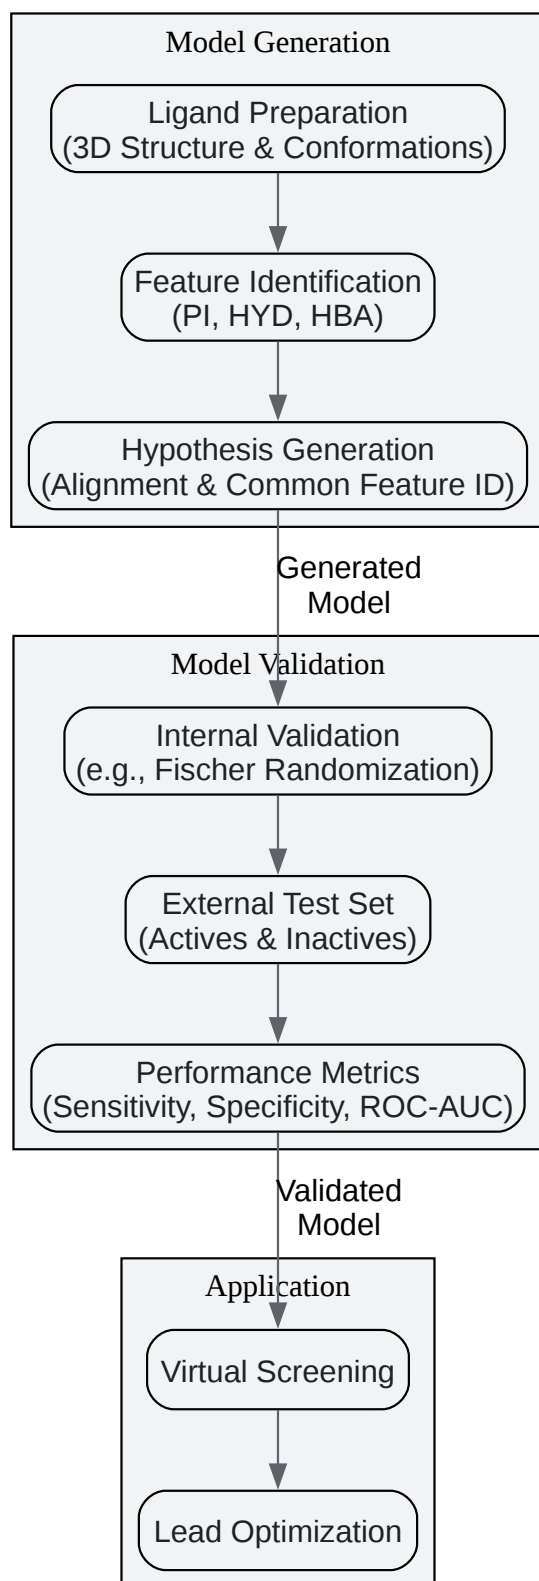 Model Generation
Ligand Preparation
(3D Structure & Conformations)
Feature Identification
(PI, HYD, HBA)
Hypothesis Generation
(Alignment & Common Feature ID)
Generated
Model
Model Validation
Internal Validation
(e.g., Fischer Randomization)
External Test Set
(Actives & Inactives)
Performance Metrics
(Sensitivity, Specificity, ROC-AUC)
Validated
Model
Application
Virtual Screening
Lead Optimization